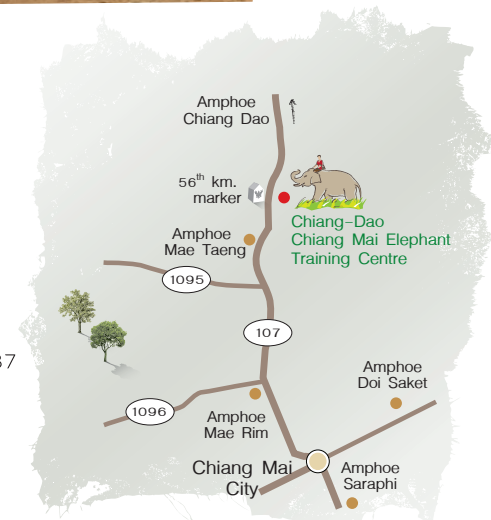 Amphoe
Chiang Dao
56th km.
marker
Chiang-Dao
Chiang Mai Elephant
Training Centre
Amphoe
Mae Taeng
1095
107
37
Amphoe
Doi Saket
1096
Amphoe
Mae Rim
Chiang Mai
City
Amphoe
Saraphi